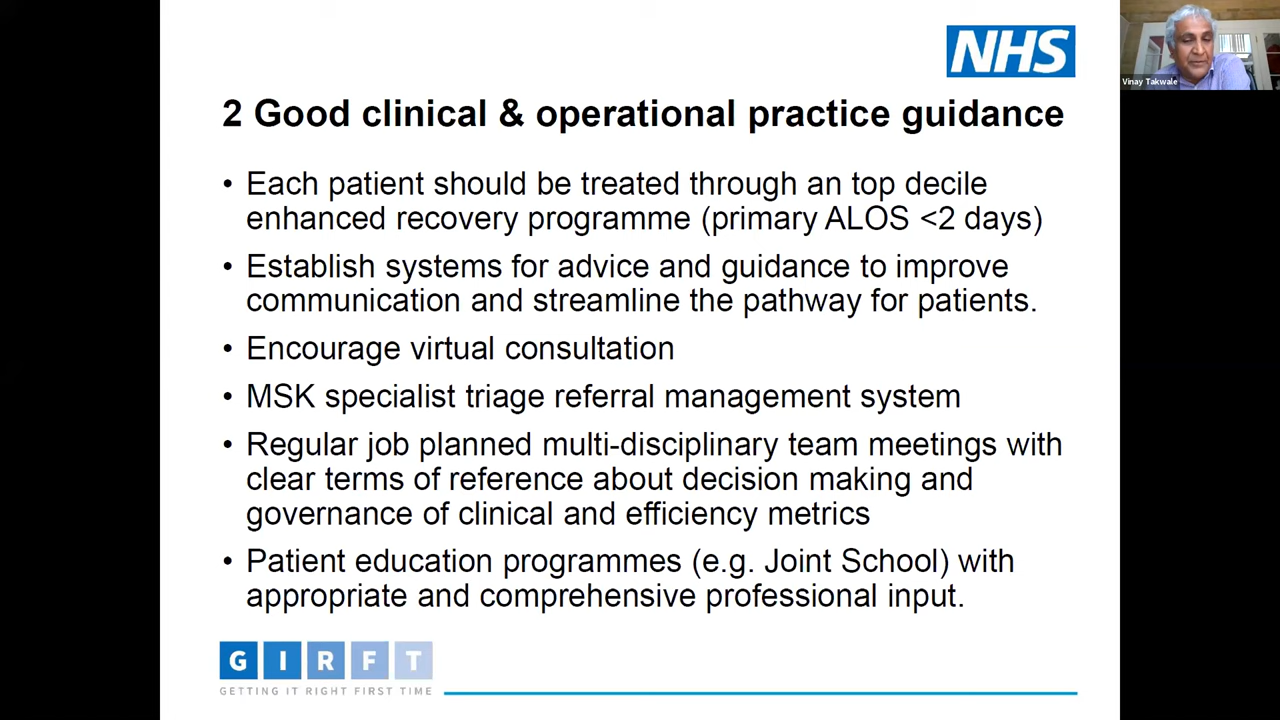 NHS
Vinay Takwale
2 Good clinical & operational practice guidance
• Each patient should be treated through an top decile
enhanced recovery programme (primary ALOS <2 days)
• Establish systems for advice and guidance to improve
communication and streamline the pathway for patients.
• Encourage virtual consultation
• MSK specialist triage referral management system
• Regular job planned multi-disciplinary team meetings with
clear terms of reference about decision making and
governance of clinical and efficiency metrics
• Patient education programmes (e.g. Joint School) with
appropriate and comprehensive professional input.
GIRFT
GETTING IT RIGHT FIRST TIME